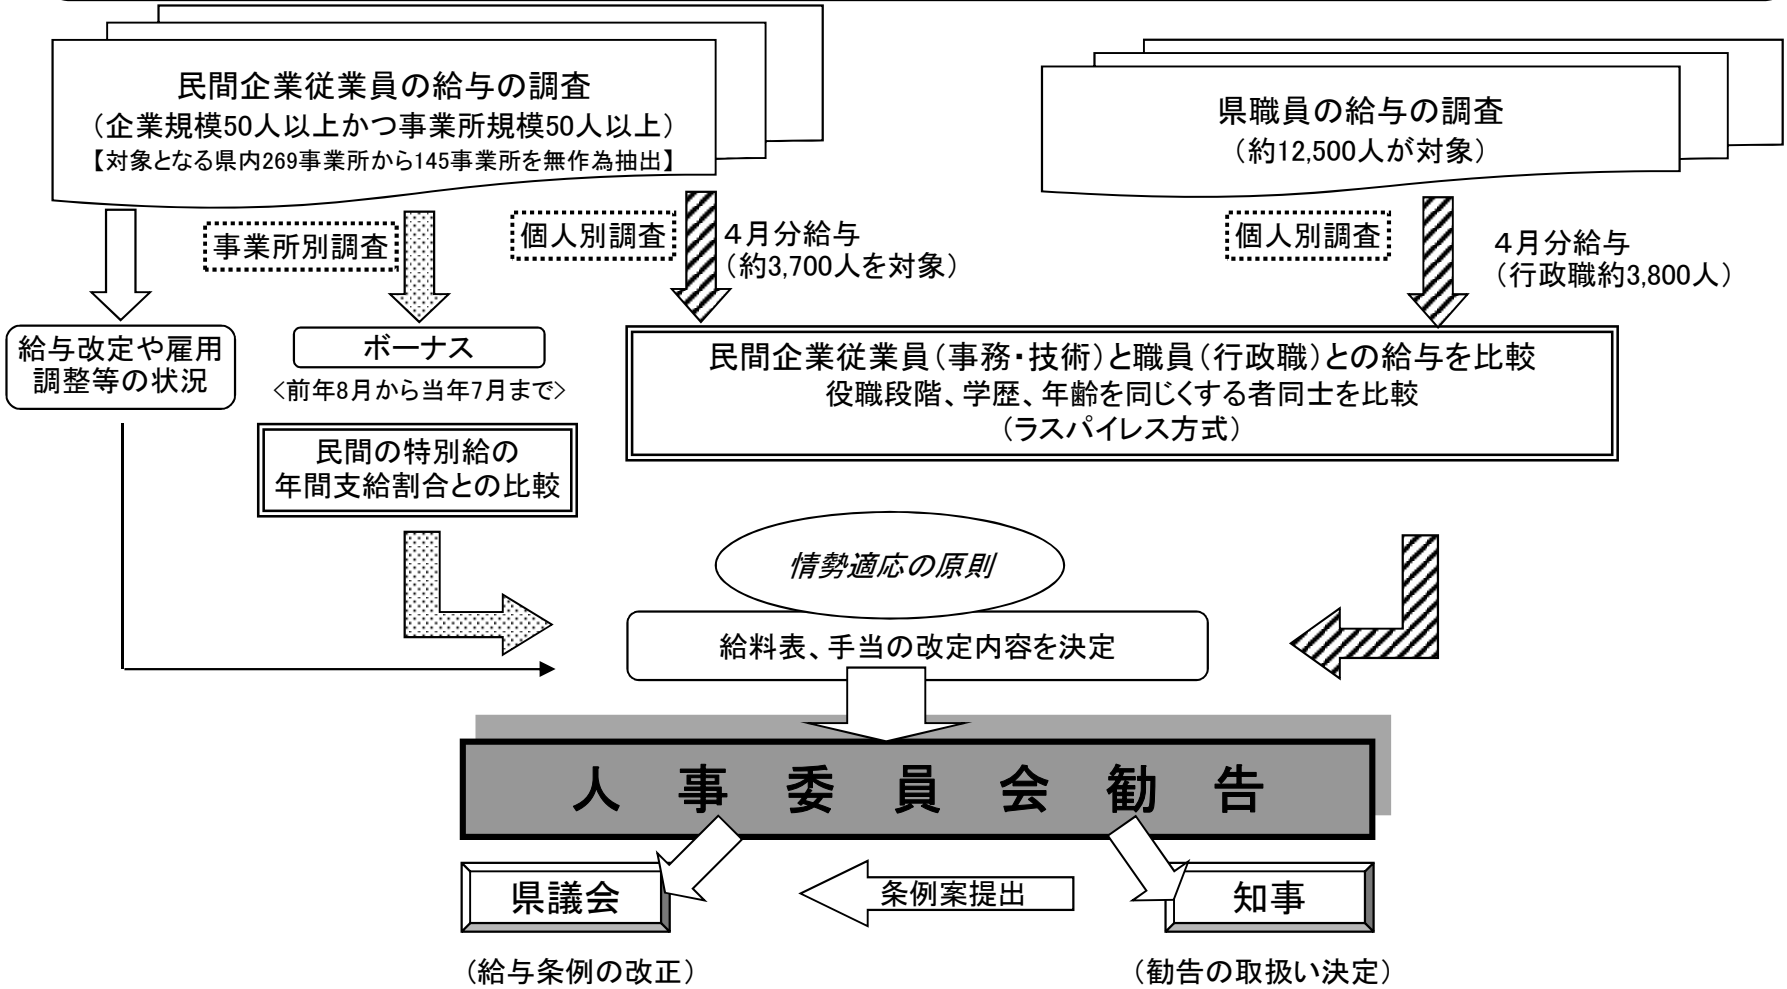 民間企業従業員の給与の調査
（企業規模50人以上かつ事業所規模50人以上）
【対象となる県内269事業所から145事業所を無作為抽出】
県職員の給与の調査
（約12,500人が対象）
事業所別調査
個人別調査
４月分給与
（約3,700人を対象）
個人別調査
４月分給与
（行政職約3,800人）
給与改定や雇用
調整等の状況
ボーナス
<前年8月から当年7月まで>
民間の特別給の
年間支給割合との比較
民間企業従業員（事務・技術）と職員（行政職）との給与を比較
役職段階、学歴、年齢を同じくする者同士を比較
（ラスパイレス方式）
情勢適応の原則
給料表、手当の改定内容を決定
人事委員会勧告
県議会
条例案提出
知事
（給与条例の改正）
（勧告の取扱い決定）